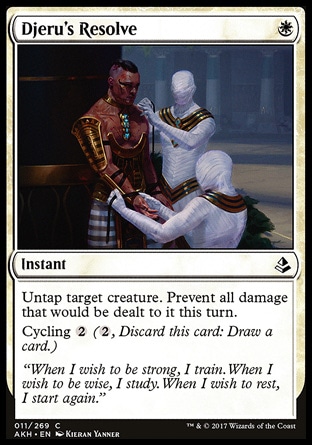 Djeru's Resolve
Instant
Untap target creature. Prevent all damage
that would be dealt to it this turn.
Cycling 2 (2, Discard this card: Draw a
card.)
“When I wish to be strong, I train. When I
wish to be wise, I study. When I wish to rest,
I start again.”
011/269 C
AKH • EN KIERAN YANNER
™ & © 2017 Wizards of the Coast